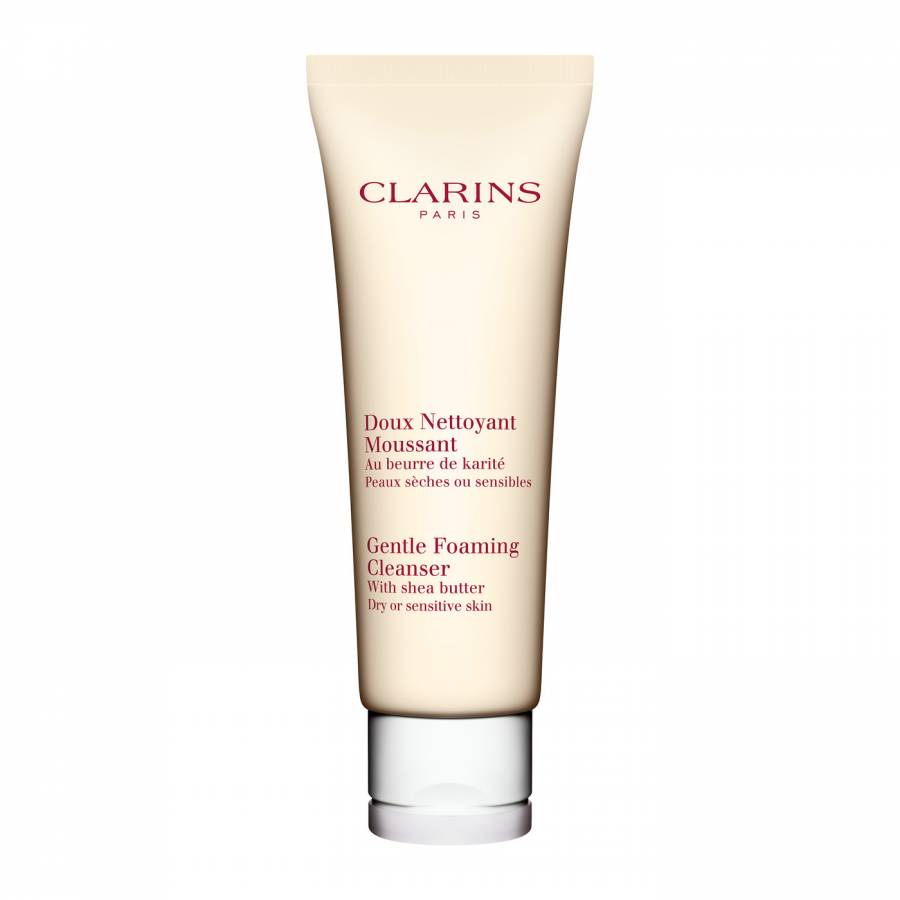 CLARINS
PARIS
Doux Nettoyant
Moussant
Au beurre de karité
Peaux sèches ou sensibles
Gentle Foaming
Cleanser
With shea butter
Dry or sensitive skin